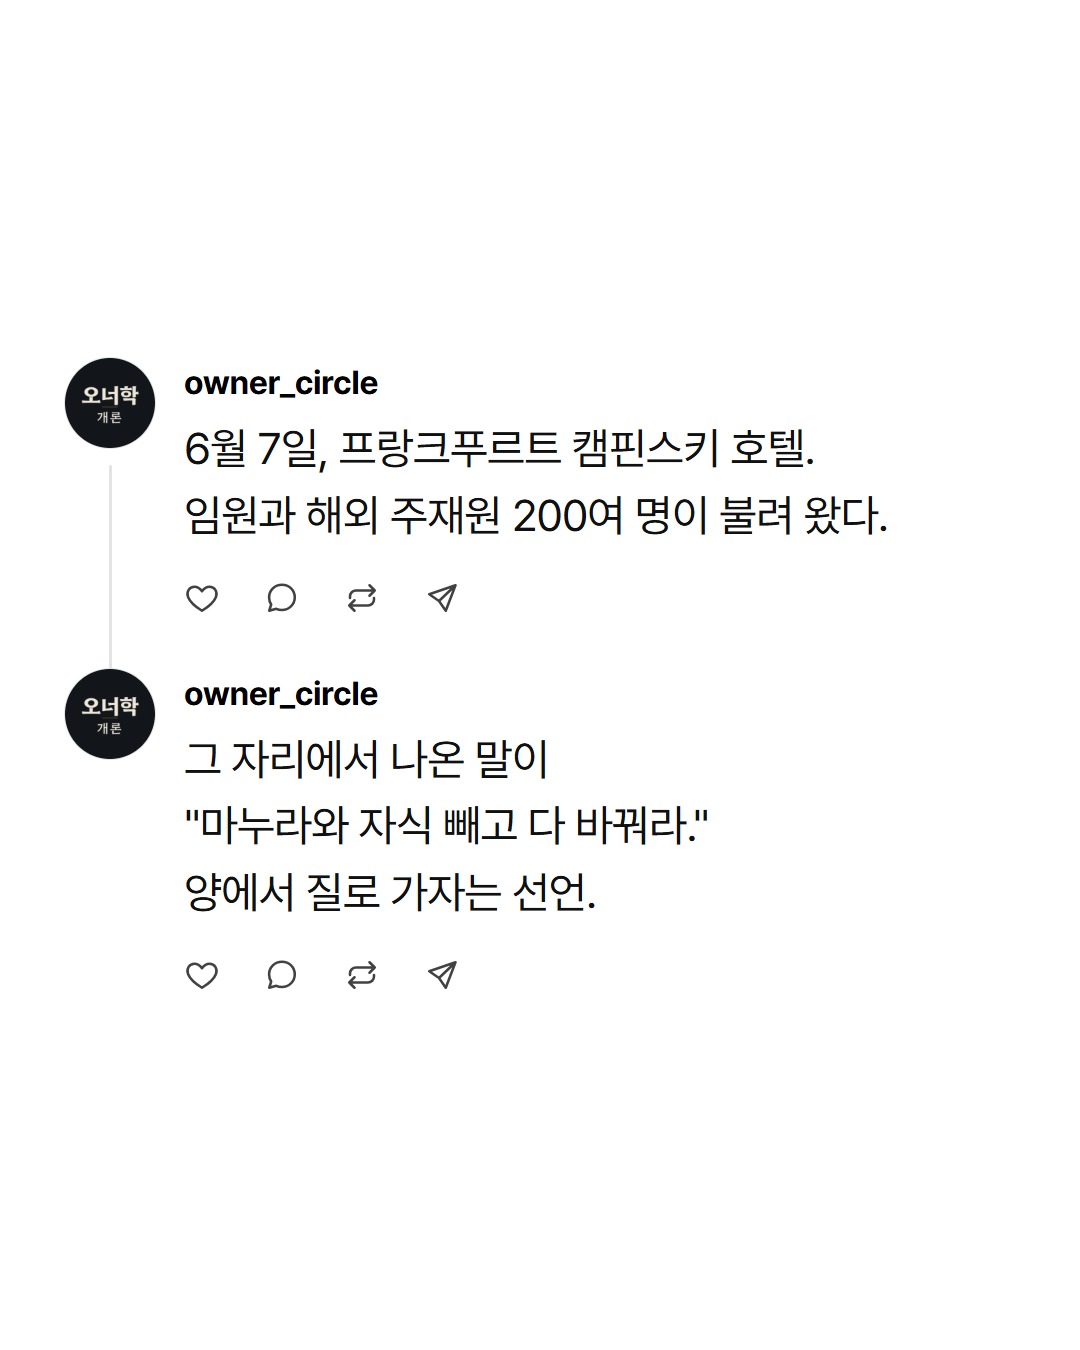 오너학
개론
owner_circle
6월 7일, 프랑크푸르트 캠핀스키 호텔.
임원과 해외 주재원 200여 명이 불려 왔다.
오너학
개론
owner_circle
그 자리에서 나온 말이
"마누라와 자식 빼고 다 바꿔라."
양에서 질로 가자는 선언.